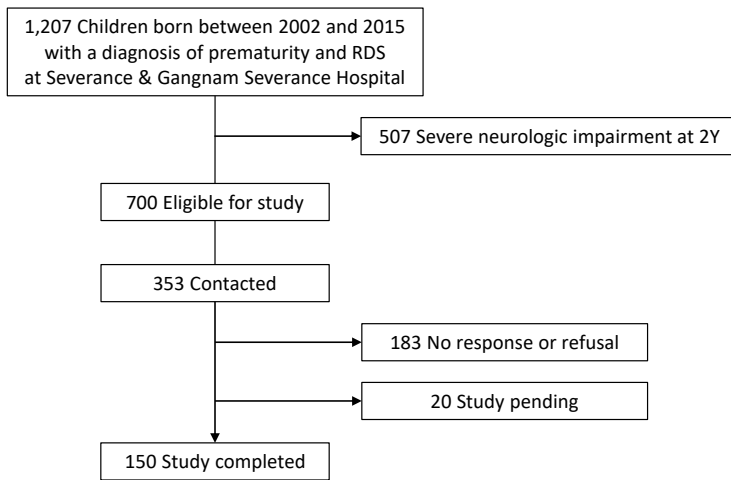 1,207 Children born between 2002 and 2015
with a diagnosis of prematurity and RDS
at Severance & Gangnam Severance Hospital
507 Severe neurologic impairment at 2Y
700 Eligible for study
353 Contacted
183 No response or refusal
20 Study pending
150 Study completed